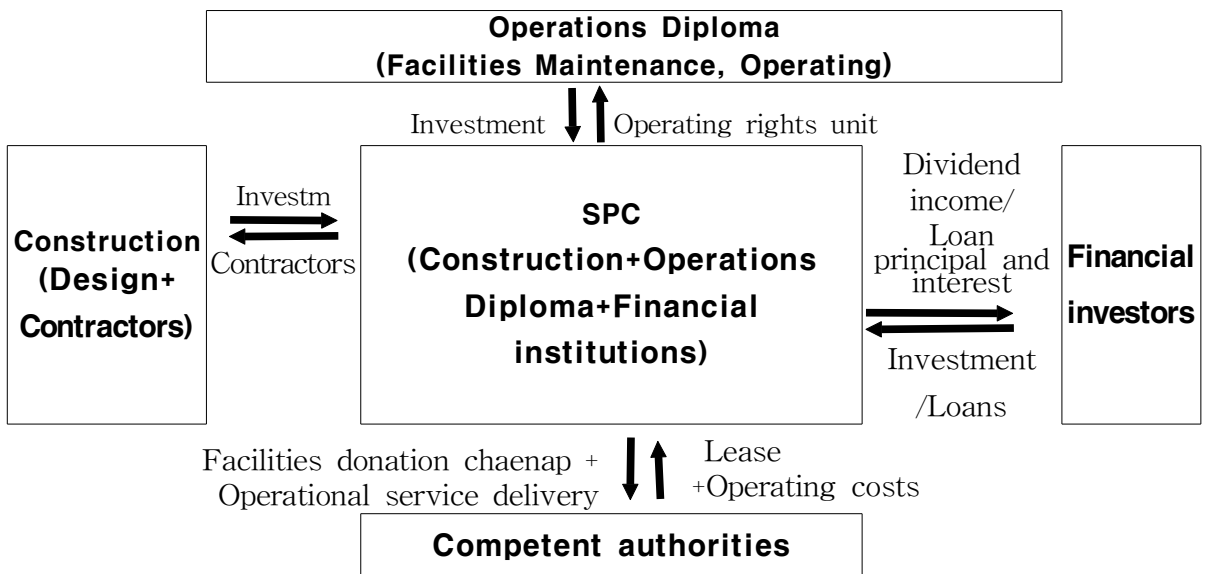 Operations Diploma
(Facilities Maintenance, Operating)
Investment
Operating rights unit
Investm
Contractors
Construction
(Design+
Contractors)
SPC
(Construction+Operations
Diploma+Financial
institutions)
Dividend
income/
Loan
principal and
interest
Investment
/Loans
Financial
investors
Facilities donation chaenap +
Operational service delivery
Lease
+Operating costs
Competent authorities